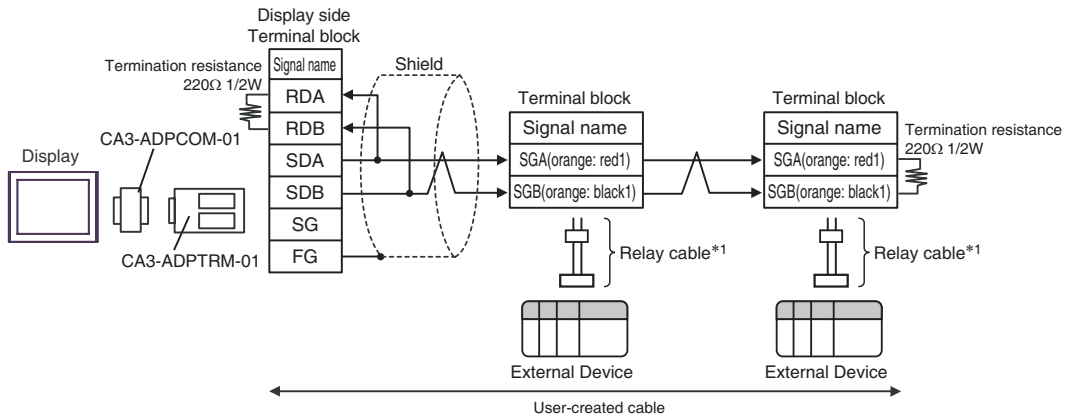 Display side
Terminal block
Termination resistance
220Ω 1/2W
Signal name
RDA
RDB
SDA
SDB
SG
FG
Shield
CA3-ADPCOM-01
Display
CA3-ADPTRM-01
Terminal block
Signal name
SGA(orange: red1)
SGB(orange: black1)
Relay cable*1
External Device
Terminal block
Signal name
SGA(orange: red1)
SGB(orange: black1)
Termination resistance
220Ω 1/2W
Relay cable*1
External Device
User-created cable